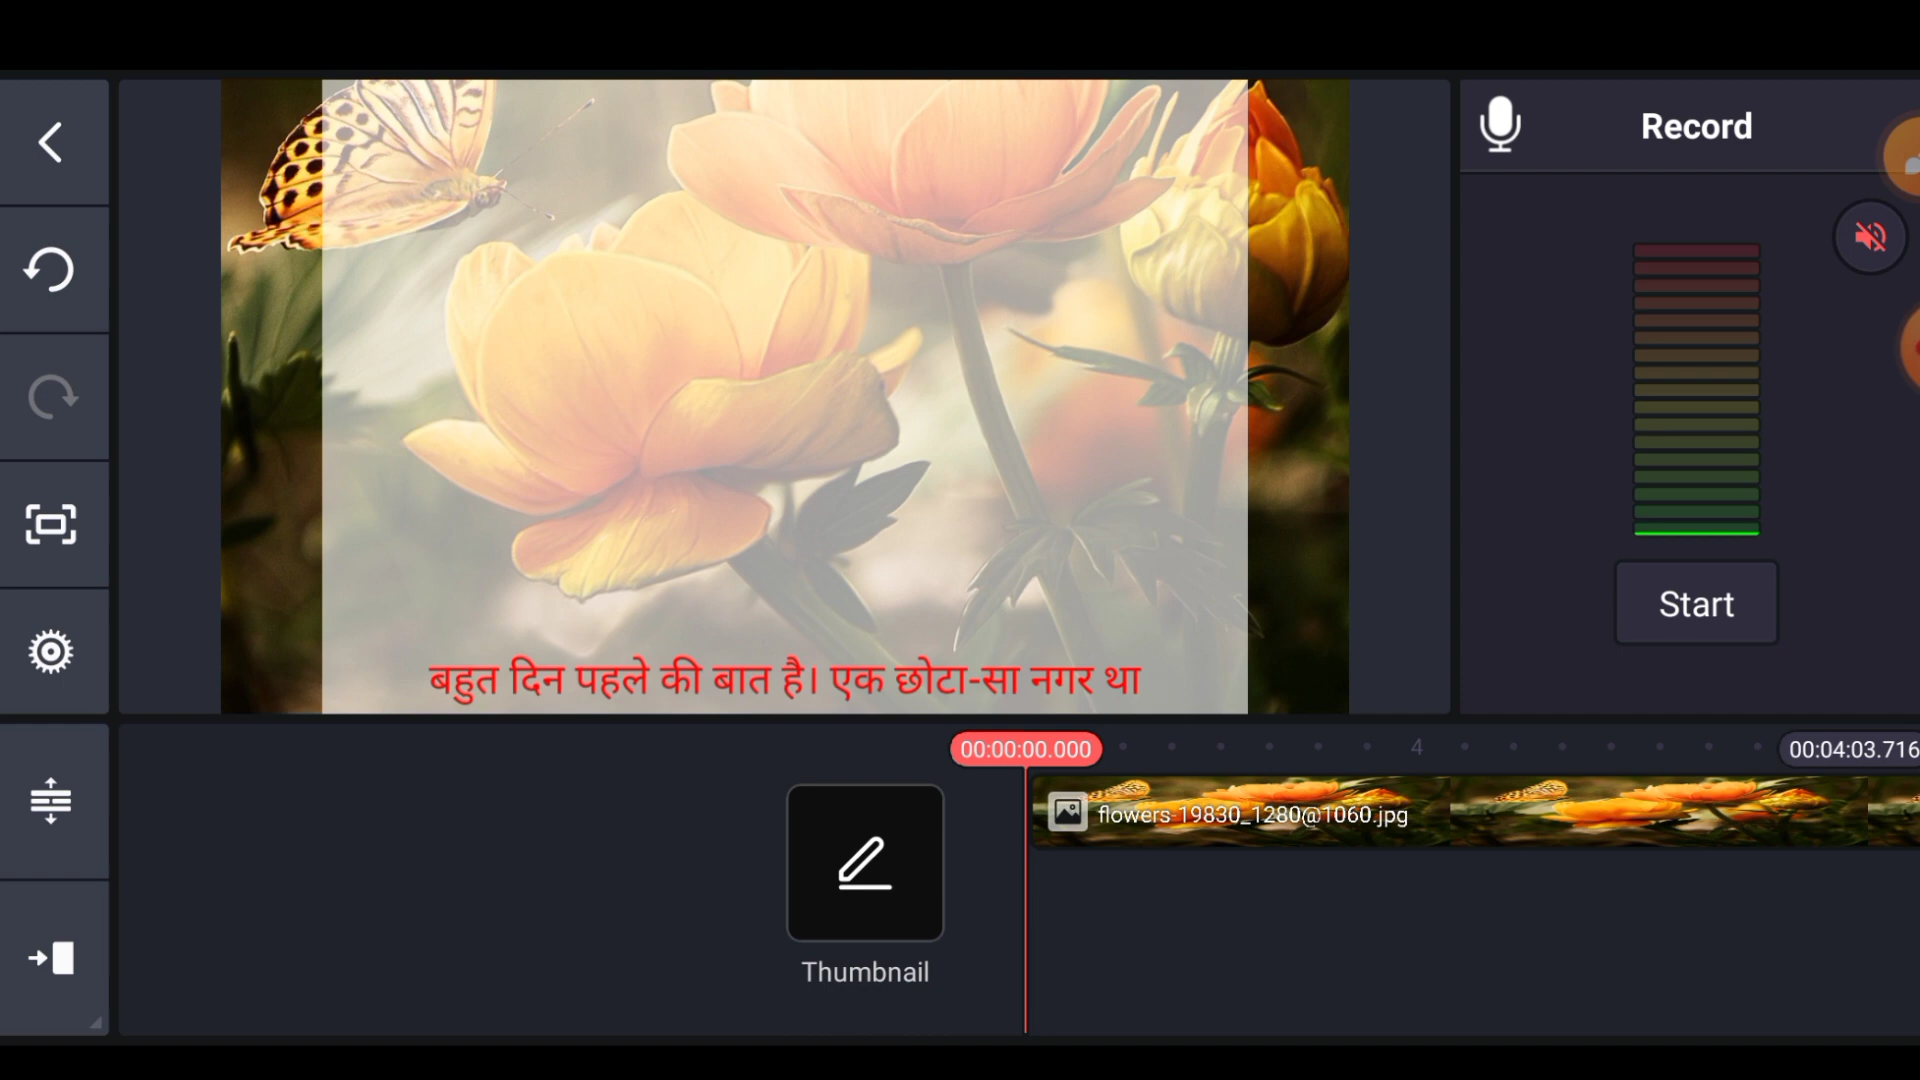 Record
Start
बहुत दिन पहले की बात है। एक छोटा-सा नगर था
00:00:00.000
4
00:04:03.716
flowers-19830_1280@1060.jpg
Thumbnail